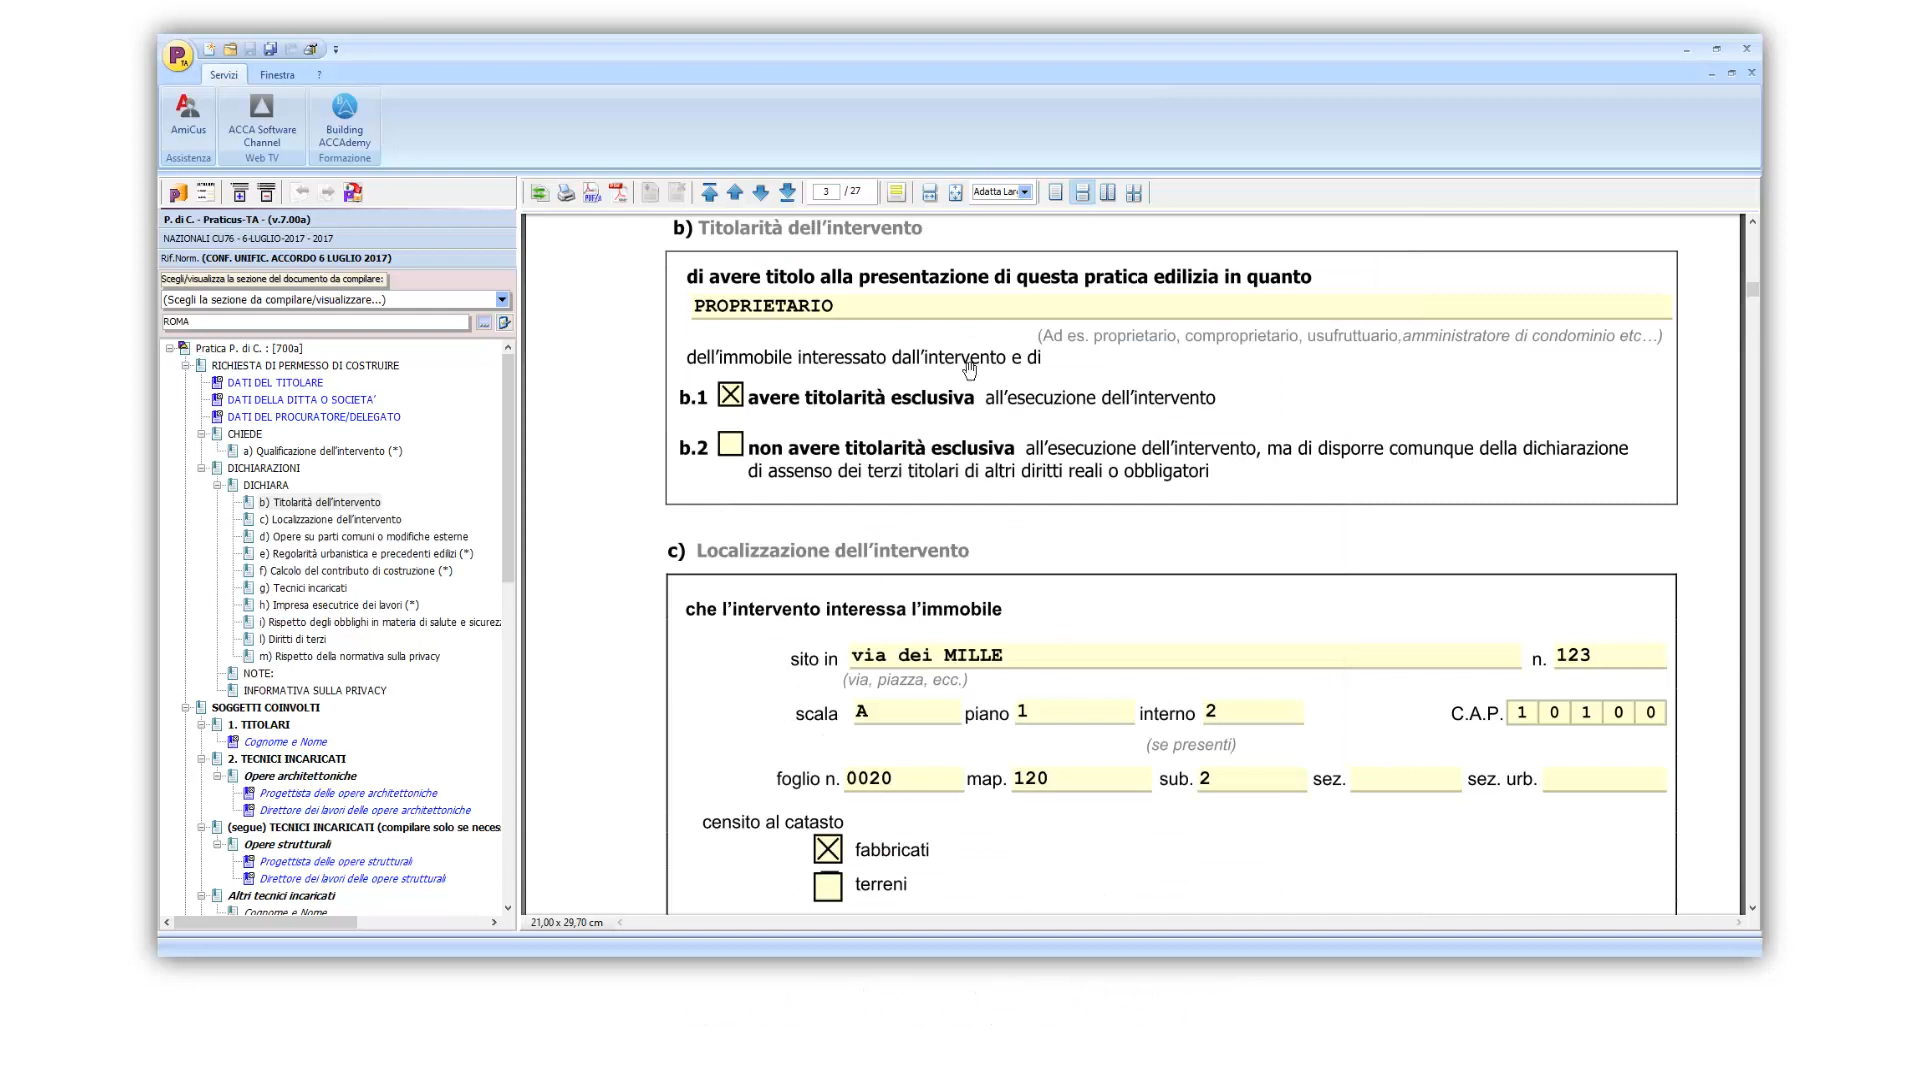 P TA
Servizi Finestra ?
AmiCus
ACCA Software
Channel
Building
ACCAdemy
Assistenza Web TV Formazione
3 / 27
Adatta Lar
P. di C. - Praticus-TA - (v.7.00a)
NAZIONALI CU76 - 6-LUGLIO-2017 - 2017
Rif.Norm. (CONF. UNIFIC. ACCORDO 6 LUGLIO 2017)
Scegli/visualizza la sezione del documento da compilare:
(Scegli la sezione da compilare/visualizzare...)
ROMA
Pratica P. di C. : [700a]
RICHIESTA DI PERMESSO DI COSTRUIRE
DATI DEL TITOLARE
DATI DELLA DITTA O SOCIETA'
DATI DEL PROCURATORE/DELEGATO
CHIEDE
a) Qualificazione dell'intervento (*)
DICHIARAZIONI
DICHIARA
b) Titolarità dell'intervento
c) Localizzazione dell'intervento
d) Opere su parti comuni o modifiche esterne
e) Regolarità urbanistica e precedenti edilizi (*)
f) Calcolo del contributo di costruzione (*)
g) Tecnici incaricati
h) Impresa esecutrice dei lavori (*)
i) Rispetto degli obblighi in materia di salute e sicurez
l) Diritti di terzi
m) Rispetto della normativa sulla privacy
NOTE:
INFORMATIVA SULLA PRIVACY
SOGGETTI COINVOLTI
1. TITOLARI
Cognome e Nome
2. TECNICI INCARICATI
Opere architettoniche
Progettista delle opere architettoniche
Direttore dei lavori delle opere architettoniche
(segue) TECNICI INCARICATI (compilare solo se neces
Opere strutturali
Progettista delle opere strutturali
Direttore dei lavori delle opere strutturali
Altri tecnici incaricati
Cognome e Nome
b) Titolarità dell'intervento
di avere titolo alla presentazione di questa pratica edilizia in quanto
PROPRIETARIO
(Ad es. proprietario, comproprietario, usufruttuario,amministratore di condominio etc…)
dell'immobile interessato dall'intervento e di
b.1 avere titolarità esclusiva all'esecuzione dell'intervento
b.2 non avere titolarità esclusiva all'esecuzione dell'intervento, ma di disporre comunque della dichiarazione
di assenso dei terzi titolari di altri diritti reali o obbligatori
c) Localizzazione dell'intervento
che l'intervento interessa l'immobile
sito in via dei MILLE n. 123
(via, piazza, ecc.)
scala A piano 1 interno 2 C.A.P. 1 0 1 0 0
(se presenti)
foglio n. 0020 map. 120 sub. 2 sez. sez. urb.
censito al catasto
fabbricati
terreni
21,00 x 29,70 cm